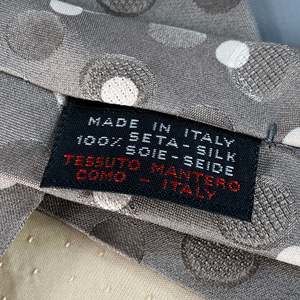 MADE IN ITALY
100% SETA-SILK
SOIE-SEIDE
TESSUTO MANTERO
COMO - ITALY